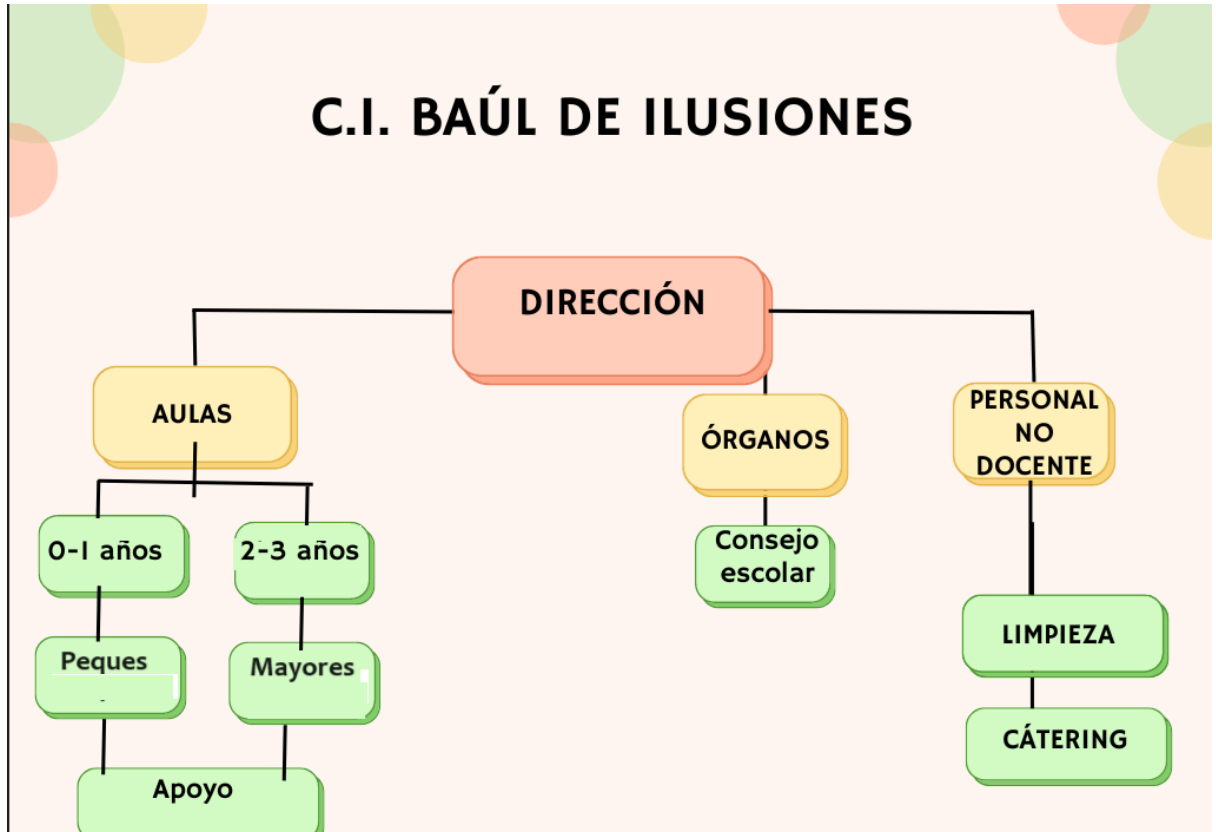 C.I. BAÚL DE ILUSIONES
DIRECCIÓN
AULAS
ÓRGANOS
PERSONAL
NO
DOCENTE
0-1 años
2-3 años
Consejo
escolar
Peques
Mayores
LIMPIEZA
CÁTERING
Apoyo